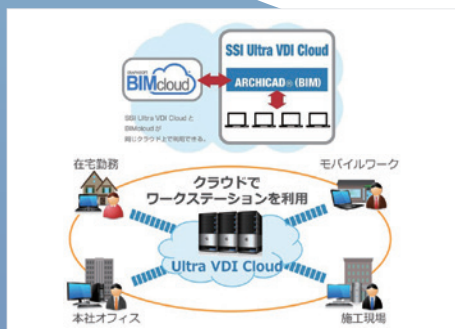 SSI Ultra VDI Cloud
GRAPHISOFT
BIMcloud
ARCHICAD® (BIM)
SSI Ultra VDI Cloud と
BIMcloud が
同じクラウド上で利用できる。
在宅勤務
モバイルワーク
クラウドで
ワークステーションを利用
Ultra VDI Cloud
本社オフィス
施工現場